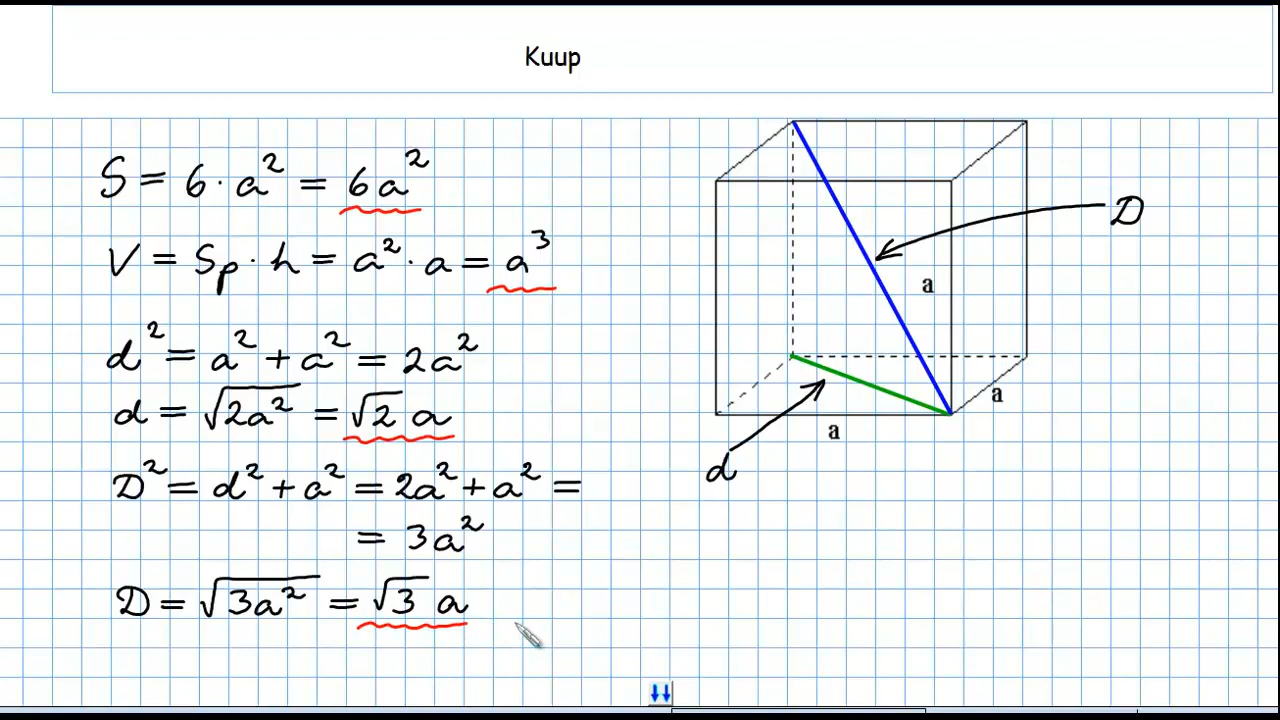 Kuup
S = 6 · a² = 6a²
V = Sₚ · h = a² · a = a³
d² = a² + a² = 2a²
d = √2a² = √2 a
D² = d² + a² = 2a² + a² =
= 3a²
D = √3a² = √3 a
D
a
a
a
d